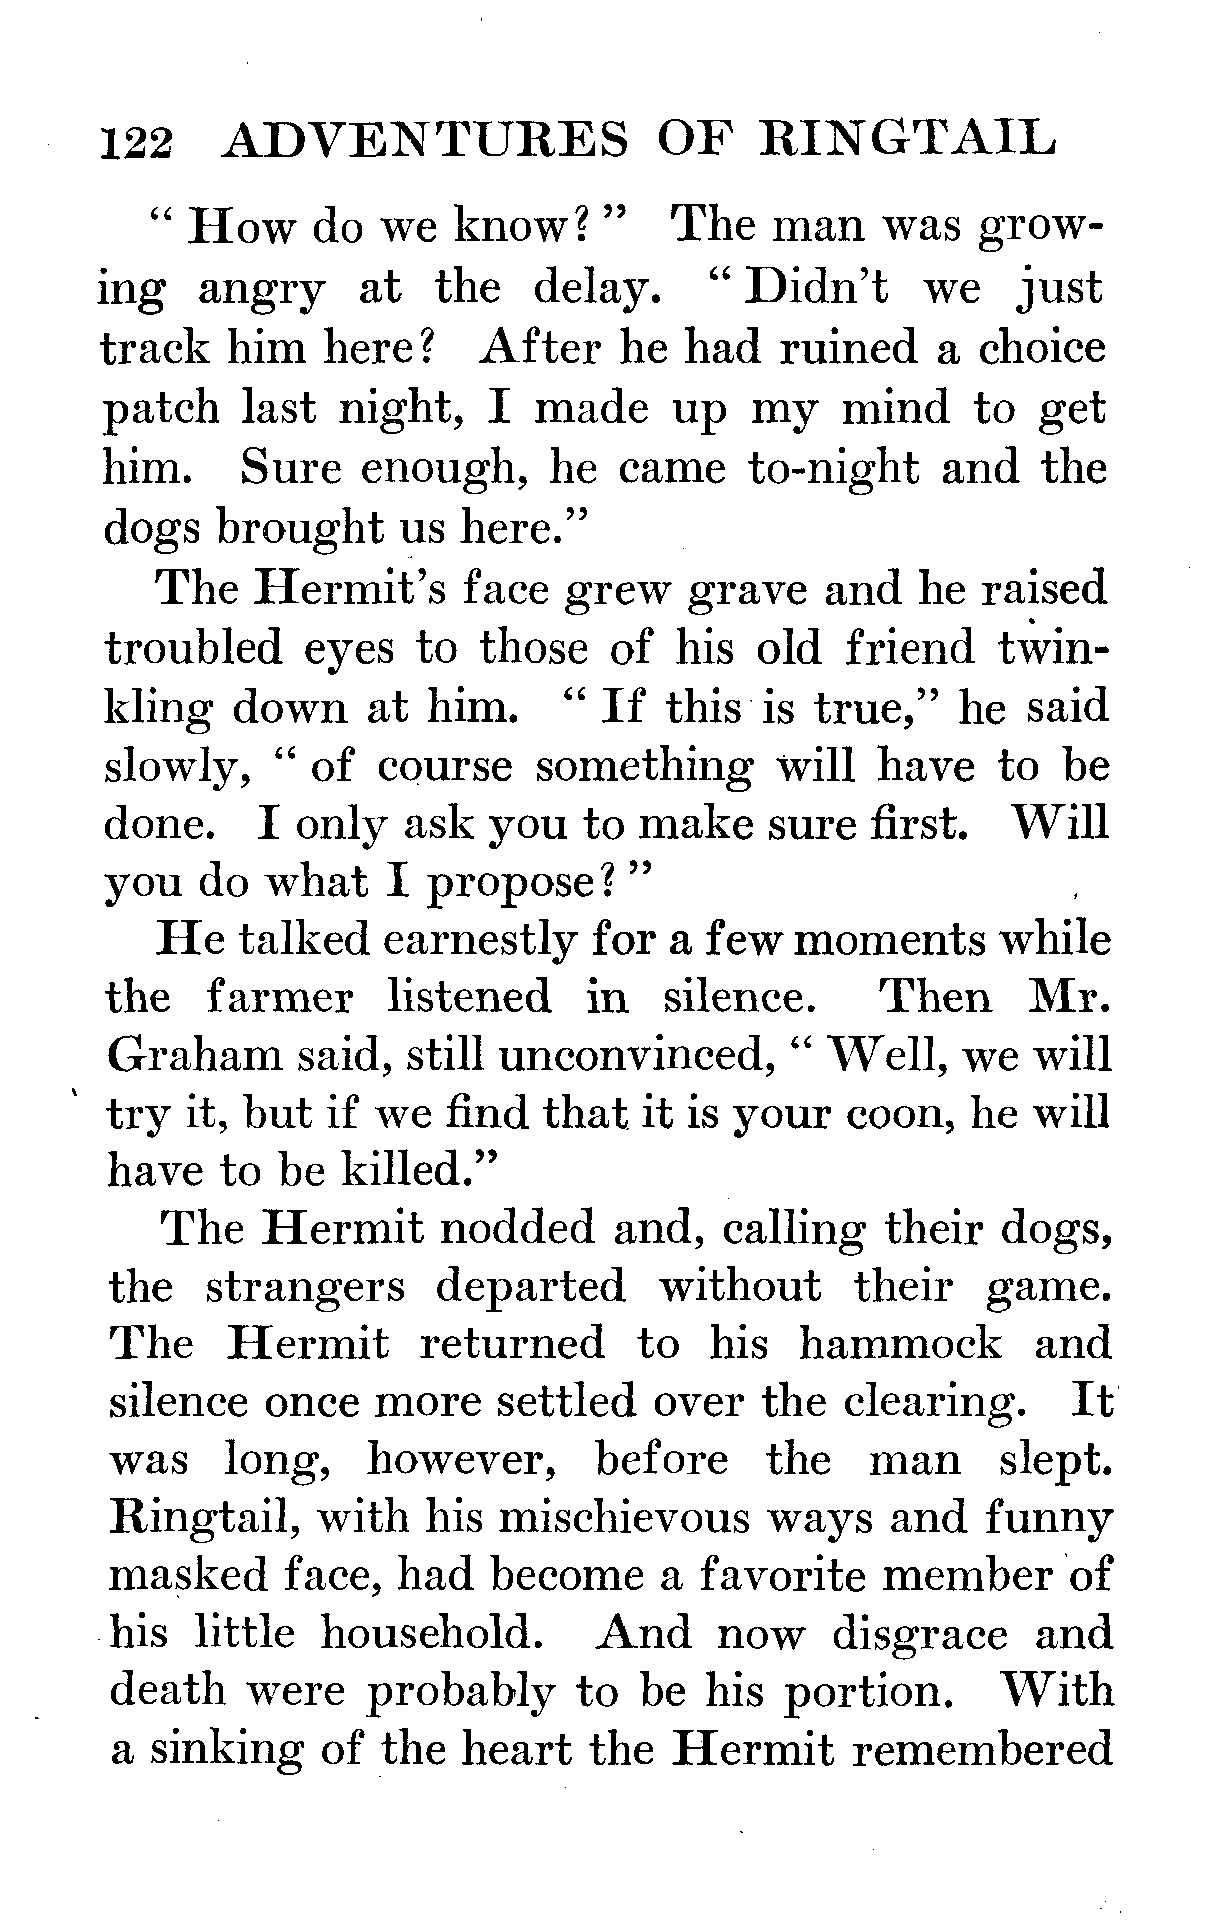 122 ADVENTURES OF RINGTAIL
“ How do we know? ” The man was grow-
ing angry at the delay. “ Didn’t we just
track him here? After he had ruined a choice
patch last night, I made up my mind to get
him. Sure enough, he came to-night and the
dogs brought us here.”
The Hermit’s face grew grave and he raised
troubled eyes to those of his old friend twin-
kling down at him. “ If this is true,” he said
slowly, “ of course something will have to be
done. I only ask you to make sure first. Will
you do what I propose? ”
He talked earnestly for a few moments while
the farmer listened in silence. Then Mr.
Graham said, still unconvinced, “ Well, we will
try it, but if we find that it is your coon, he will
have to be killed.”
The Hermit nodded and, calling their dogs,
the strangers departed without their game.
The Hermit returned to his hammock and
silence once more settled over the clearing. It
was long, however, before the man slept.
Ringtail, with his mischievous ways and funny
masked face, had become a favorite member of
his little household. And now disgrace and
death were probably to be his portion. With
a sinking of the heart the Hermit remembered